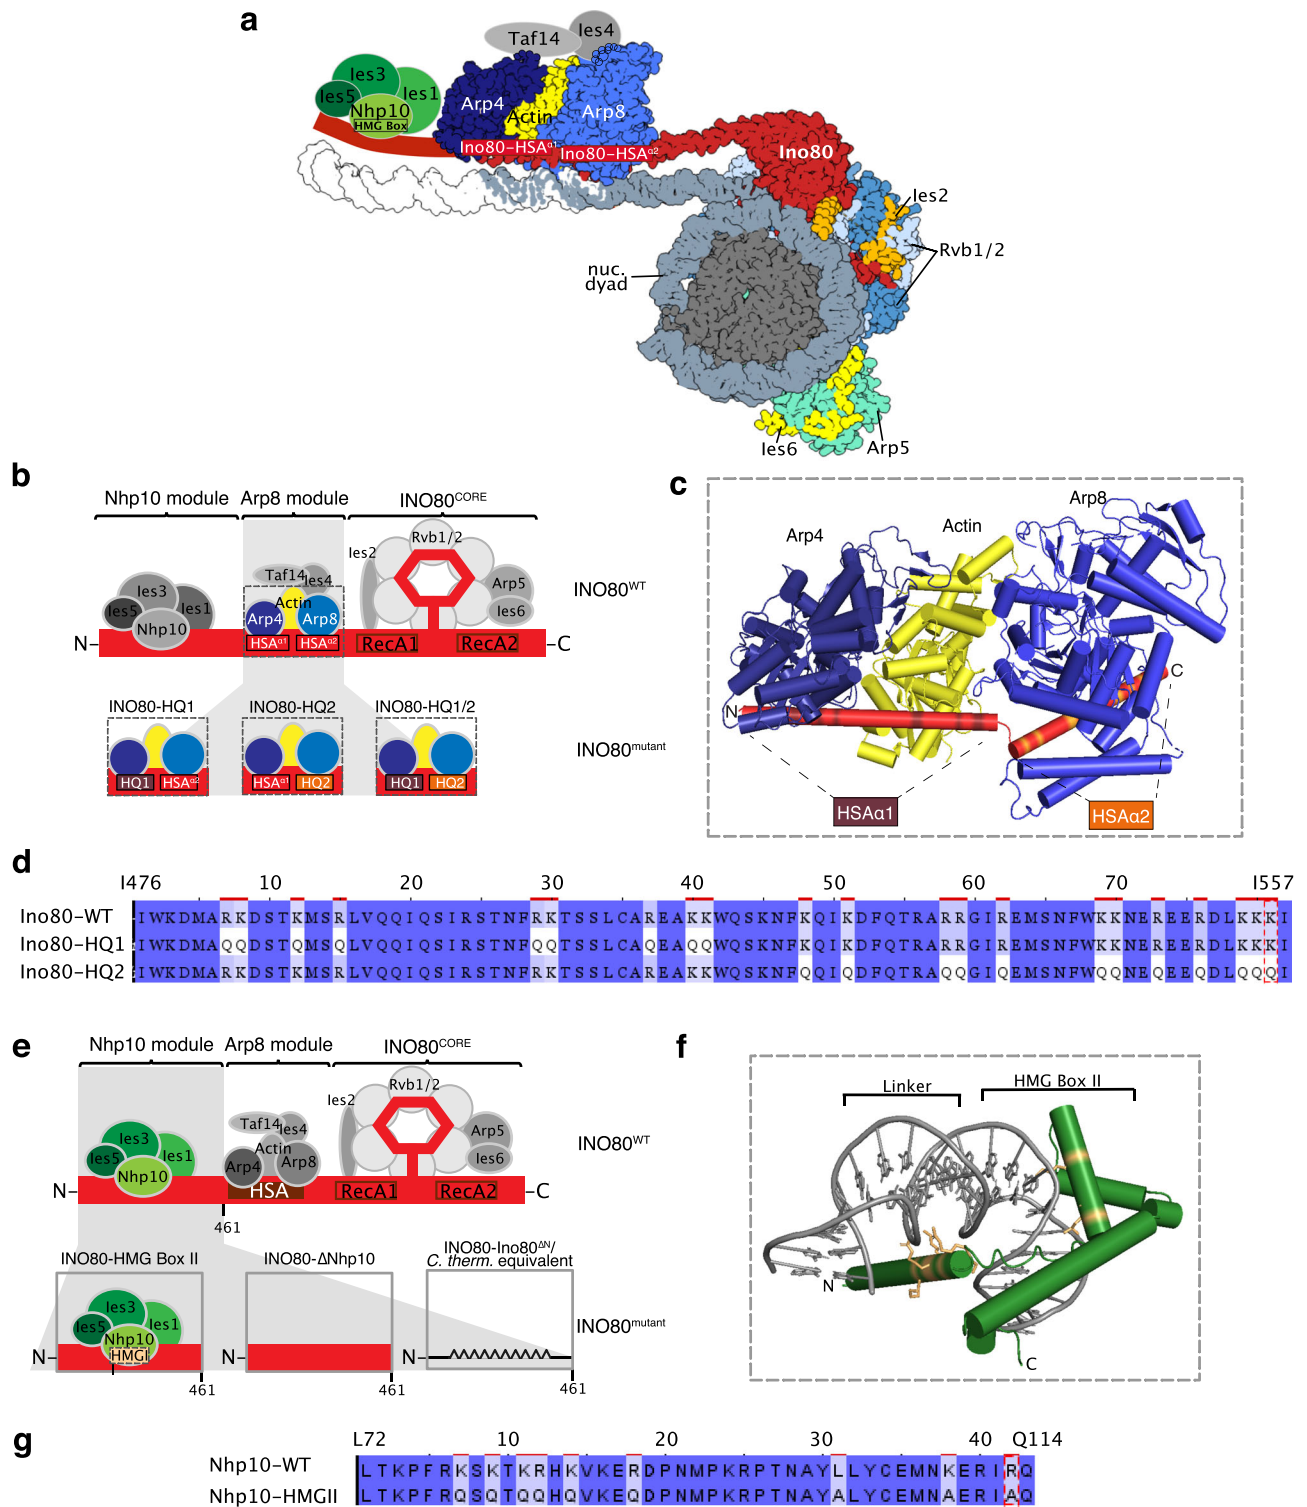 a
Taf14
Ies4
Ies3
Ies5
Ies1
Nhp10
HMG Box
Arp4
Actin
Arp8
Ino80-HSAα1
Ino80-HSAα2
Ino80
Ies2
Rvb1/2
nuc.
dyad
Ies6
Arp5
b
Nhp10 module
Arp8 module
INO80CORE
Ies3
Ies5
Ies1
Nhp10
Taf14
Ies4
Actin
Arp4
Arp8
HSAα1
HSAα2
Ies2
Rvb1/2
Arp5
Ies6
RecA1
RecA2
N-
-C
INO80WT
INO80-HQ1
INO80-HQ2
INO80-HQ1/2
HQ1
HSAα2
HSAα1
HQ2
HQ1
HQ2
INO80mutant
c
Arp4
Actin
Arp8
N
C
HSAα1
HSAα2
d
I476 10 20 30 40 50 60 70 I557
Ino80-WT IWKDMARKDSTKMSRLVQQIQSIRSTNFRKTSSLCAREAKKWQSKNFKQIKDFQTRARRGIREMSNFWKKNEREERDLKKKI
Ino80-HQ1 IWKDMAQQDSTQMSQLVQQIQSIRSTNFQQTSSLCAQEAQQWQSKNFKQIKDFQTRARRGIREMSNFWKKNEREERDLKKKI
Ino80-HQ2 IWKDMARKDSTKMSRLVQQIQSIRSTNFRKTSSLCAREAKKWQSKNFQQIQDFQTRAQQGIQEMSNFWQQNEQEEQDLQQQI
e
Nhp10 module
Arp8 module
INO80CORE
Ies3
Ies5
Ies1
Nhp10
Taf14
Ies4
Actin
Arp4
Arp8
HSA
Ies2
Rvb1/2
Arp5
Ies6
RecA1
RecA2
N-
-C
461
INO80WT
INO80-HMG Box II
INO80-ΔNhp10
INO80-Ino80ΔN/
C. therm. equivalent
Ies3
Ies5
Ies1
Nhp10
HMG
N-
461
N-
461
N-
461
INO80mutant
f
Linker
HMG Box II
N
C
g
L72 10 20 30 40 Q114
Nhp10-WT LTKPFRKSKTKRHKVKERDPNMPKRPTNAYLLYCEMNKERIRQ
Nhp10-HMGII LTKPFRQSQTQQHQVKEQDPNMPKRPTNAYALYCEMNAERIAQ